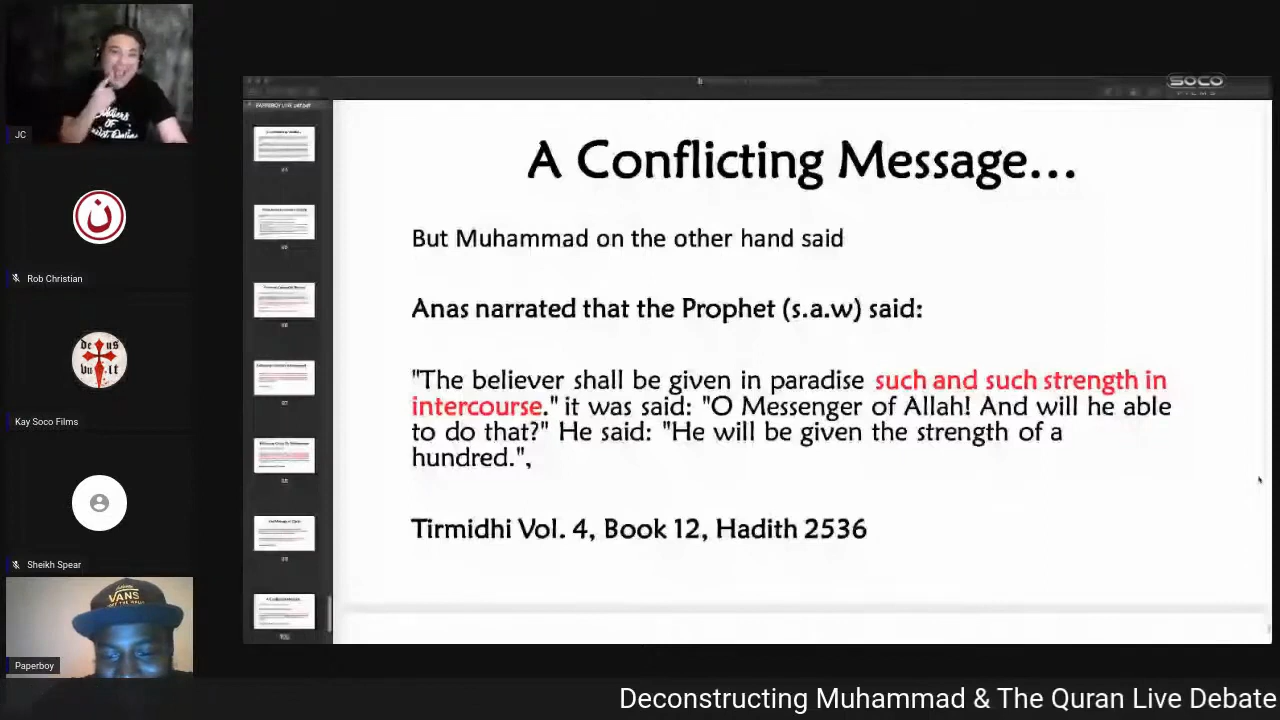 JC
Rob Christian
Kay Soco Films
Sheikh Spear
VANS
Paperboy
SOCO
FILMS
A Conflicting Message...
But Muhammad on the other hand said
Anas narrated that the Prophet (s.a.w) said:
"The believer shall be given in paradise such and such strength in
intercourse." it was said: "O Messenger of Allah! And will he able
to do that?" He said: "He will be given the strength of a
hundred.",
Tirmidhi Vol. 4, Book 12, Hadith 2536
Deconstructing Muhammad & The Quran Live Debate